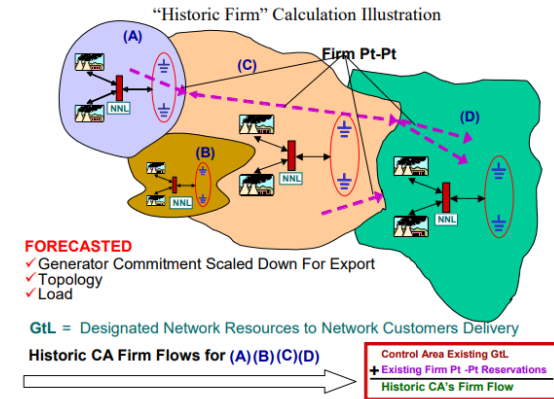 “Historic Firm” Calculation Illustration
(A)
(C)
Firm Pt-Pt
(D)
(B)
NNL
NNL
NNL
NNL
FORECASTED
✓Generator Commitment Scaled Down For Export
✓Topology
✓Load
GtL = Designated Network Resources to Network Customers Delivery
Historic CA Firm Flows for (A)(B)(C)(D)
Control Area Existing GtL
+ Existing Firm Pt -Pt Reservations
Historic CA's Firm Flow